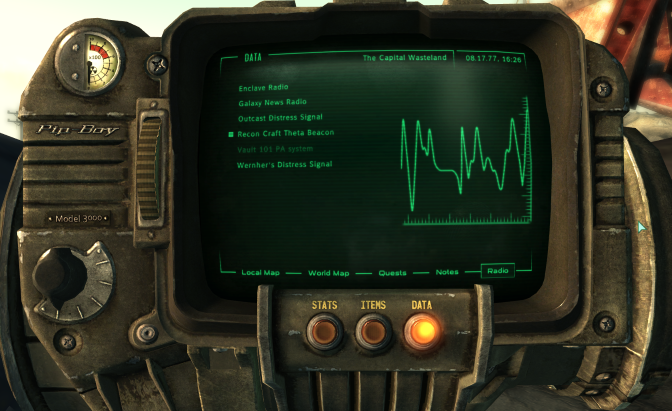 DATA
The Capital Wasteland
08.17.77, 16:26
Enclave Radio
Galaxy News Radio
Outcast Distress Signal
Recon Craft Theta Beacon
Vault 101 PA system
Wernher's Distress Signal
Local Map
World Map
Quests
Notes
Radio
Pip-Boy
• Model 3000 •
STATS
ITEMS
DATA